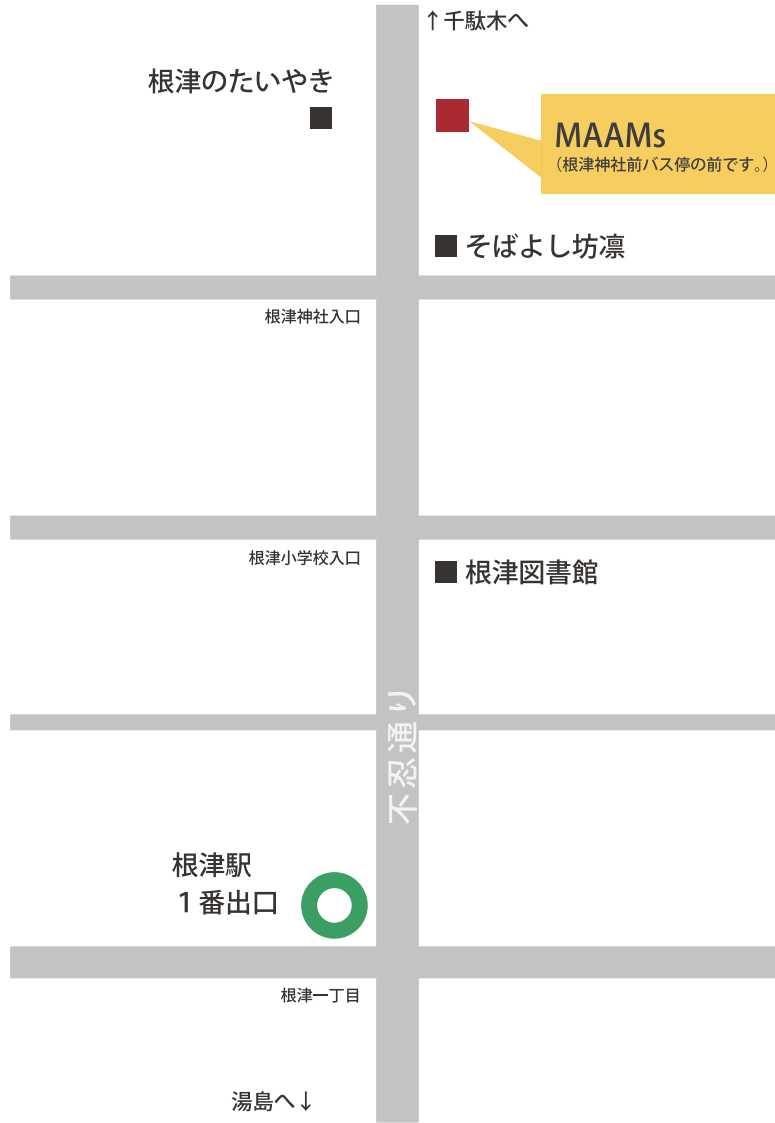 ↑千駄木へ
根津のたいやき
MAAMs
（根津神社前バス停の前です。）
そばよし坊凛
根津神社入口
根津小学校入口
根津図書館
不忍通り
根津駅
1番出口
根津一丁目
湯島へ↓